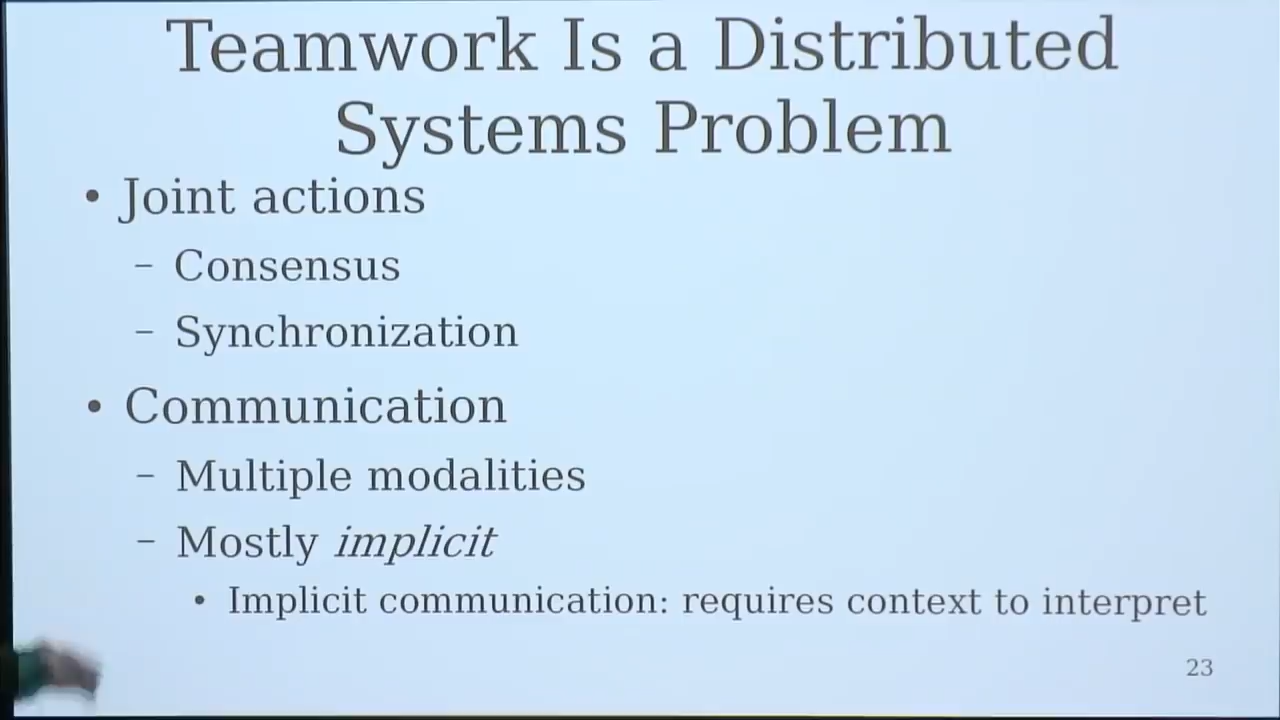 Teamwork Is a Distributed
Systems Problem
• Joint actions
– Consensus
– Synchronization
• Communication
– Multiple modalities
– Mostly implicit
• Implicit communication: requires context to interpret
23